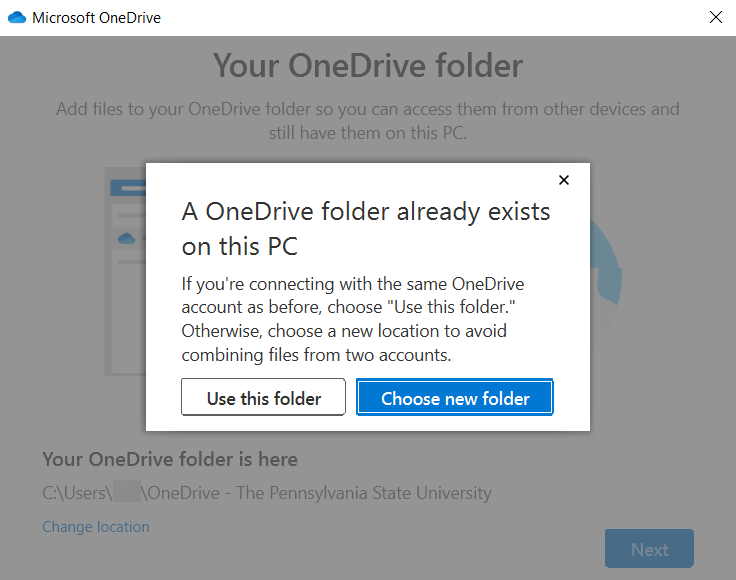 Microsoft OneDrive
Your OneDrive folder
Add files to your OneDrive folder so you can access them from other devices and
still have them on this PC.
A OneDrive folder already exists
on this PC
If you're connecting with the same OneDrive
account as before, choose "Use this folder."
Otherwise, choose a new location to avoid
combining files from two accounts.
Use this folder
Choose new folder
Your OneDrive folder is here
C:\Users\ \OneDrive - The Pennsylvania State University
Change location
Next